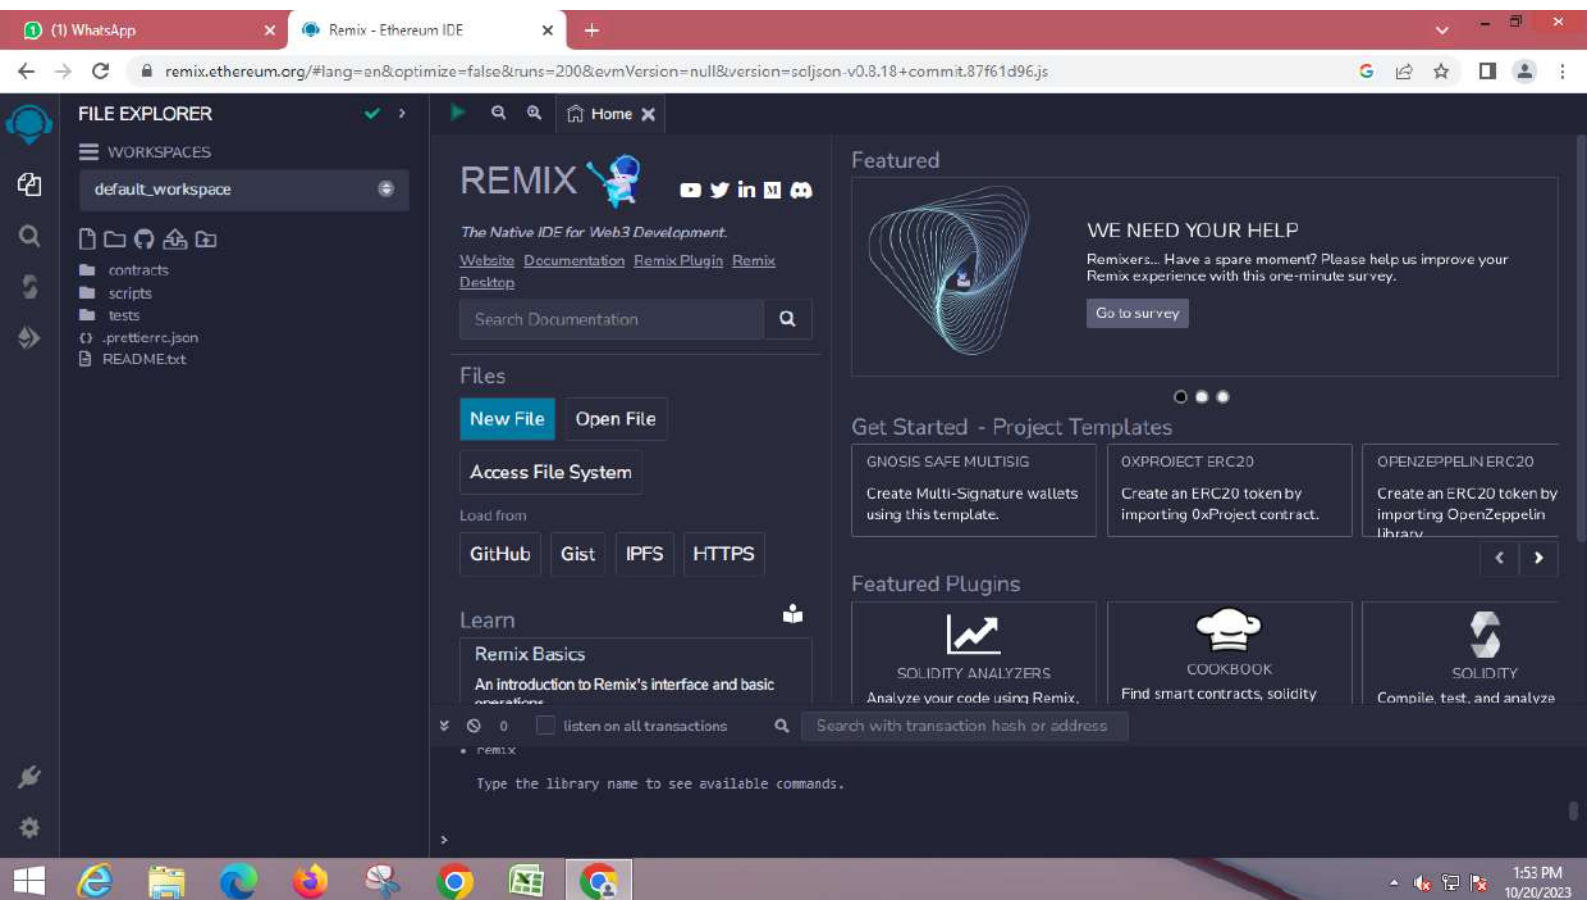 (1) WhatsApp
Remix - Ethereum IDE
remix.ethereum.org/#lang=en&optimize=false&runs=200&evmVersion=null&version=soljson-v0.8.18+commit.87f61d96.js
FILE EXPLORER
WORKSPACES
default_workspace
contracts
scripts
tests
.prettierrc.json
README.txt
Home
REMIX
The Native IDE for Web3 Development.
Website Documentation Remix Plugin Remix
Desktop
Search Documentation
Files
New File Open File
Access File System
Load from
GitHub Gist IPFS HTTPS
Learn
Remix Basics
An introduction to Remix's interface and basic
operations
Featured
WE NEED YOUR HELP
Remixers... Have a spare moment? Please help us improve your
Remix experience with this one-minute survey.
Go to survey
Get Started - Project Templates
GNOSIS SAFE MULTISIG
Create Multi-Signature wallets
using this template.
0XPROJECT ERC20
Create an ERC20 token by
importing 0xProject contract.
OPENZEPPELIN ERC20
Create an ERC20 token by
importing OpenZeppelin
library
Featured Plugins
SOLIDITY ANALYZERS
Analyze your code using Remix,
COOKBOOK
Find smart contracts, solidity
SOLIDITY
Compile, test, and analyze
0 listen on all transactions Search with transaction hash or address
• remix
Type the library name to see available commands.
>
1:53 PM
10/20/2023